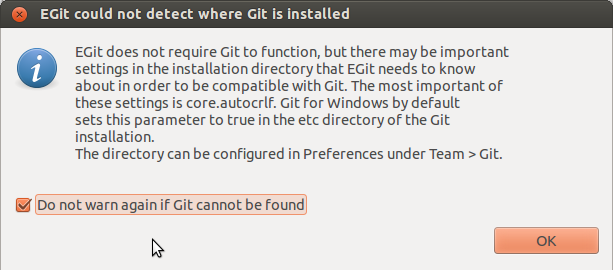 EGit could not detect where Git is installed
EGit does not require Git to function, but there may be important
settings in the installation directory that EGit needs to know
about in order to be compatible with Git. The most important of
these settings is core.autocrlf. Git for Windows by default
sets this parameter to true in the etc directory of the Git
installation.
The directory can be configured in Preferences under Team > Git.
Do not warn again if Git cannot be found
OK